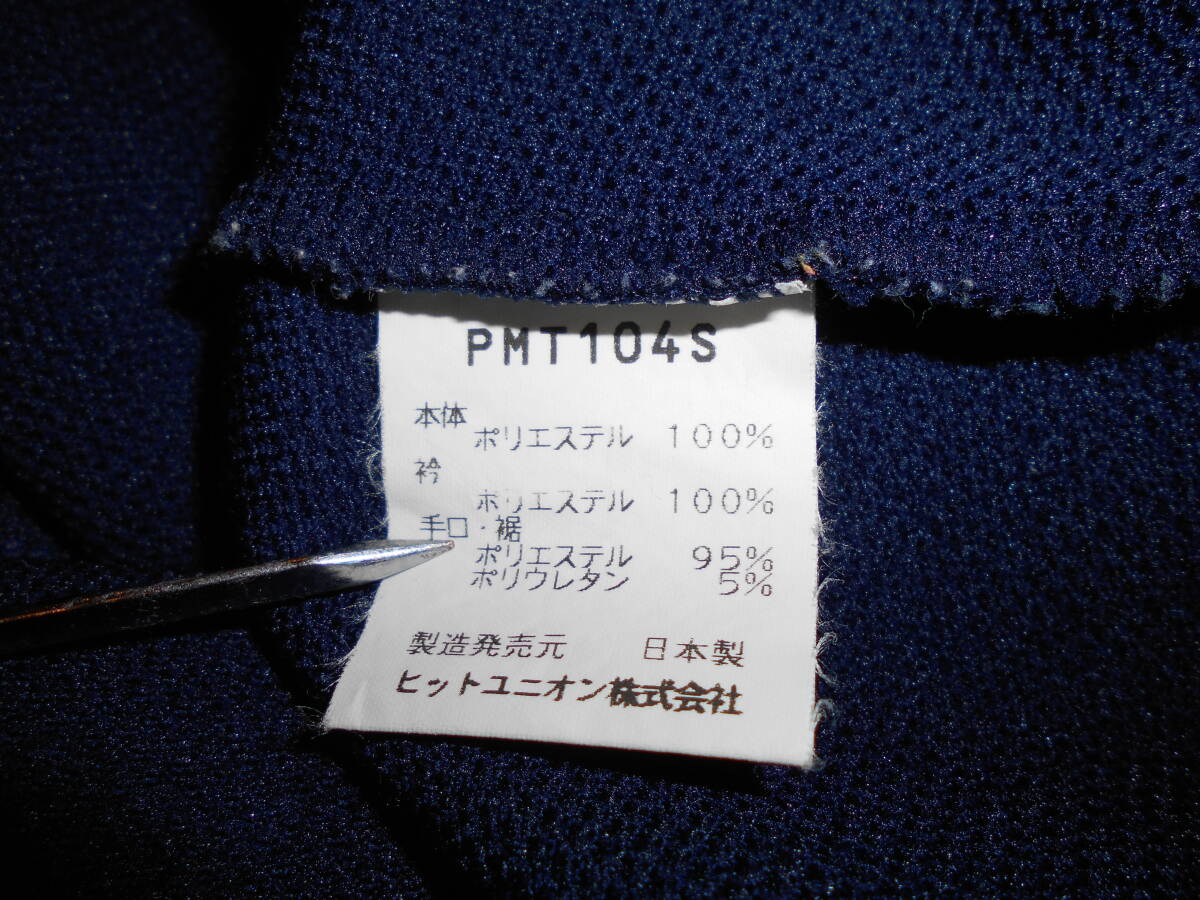 PMT104S
本体
ポリエステル 100%
衿
ポリエステル 100%
手口・裾
ポリエステル 95%
ポリウレタン 5%
製造発売元 日本製
ヒットユニオン株式会社